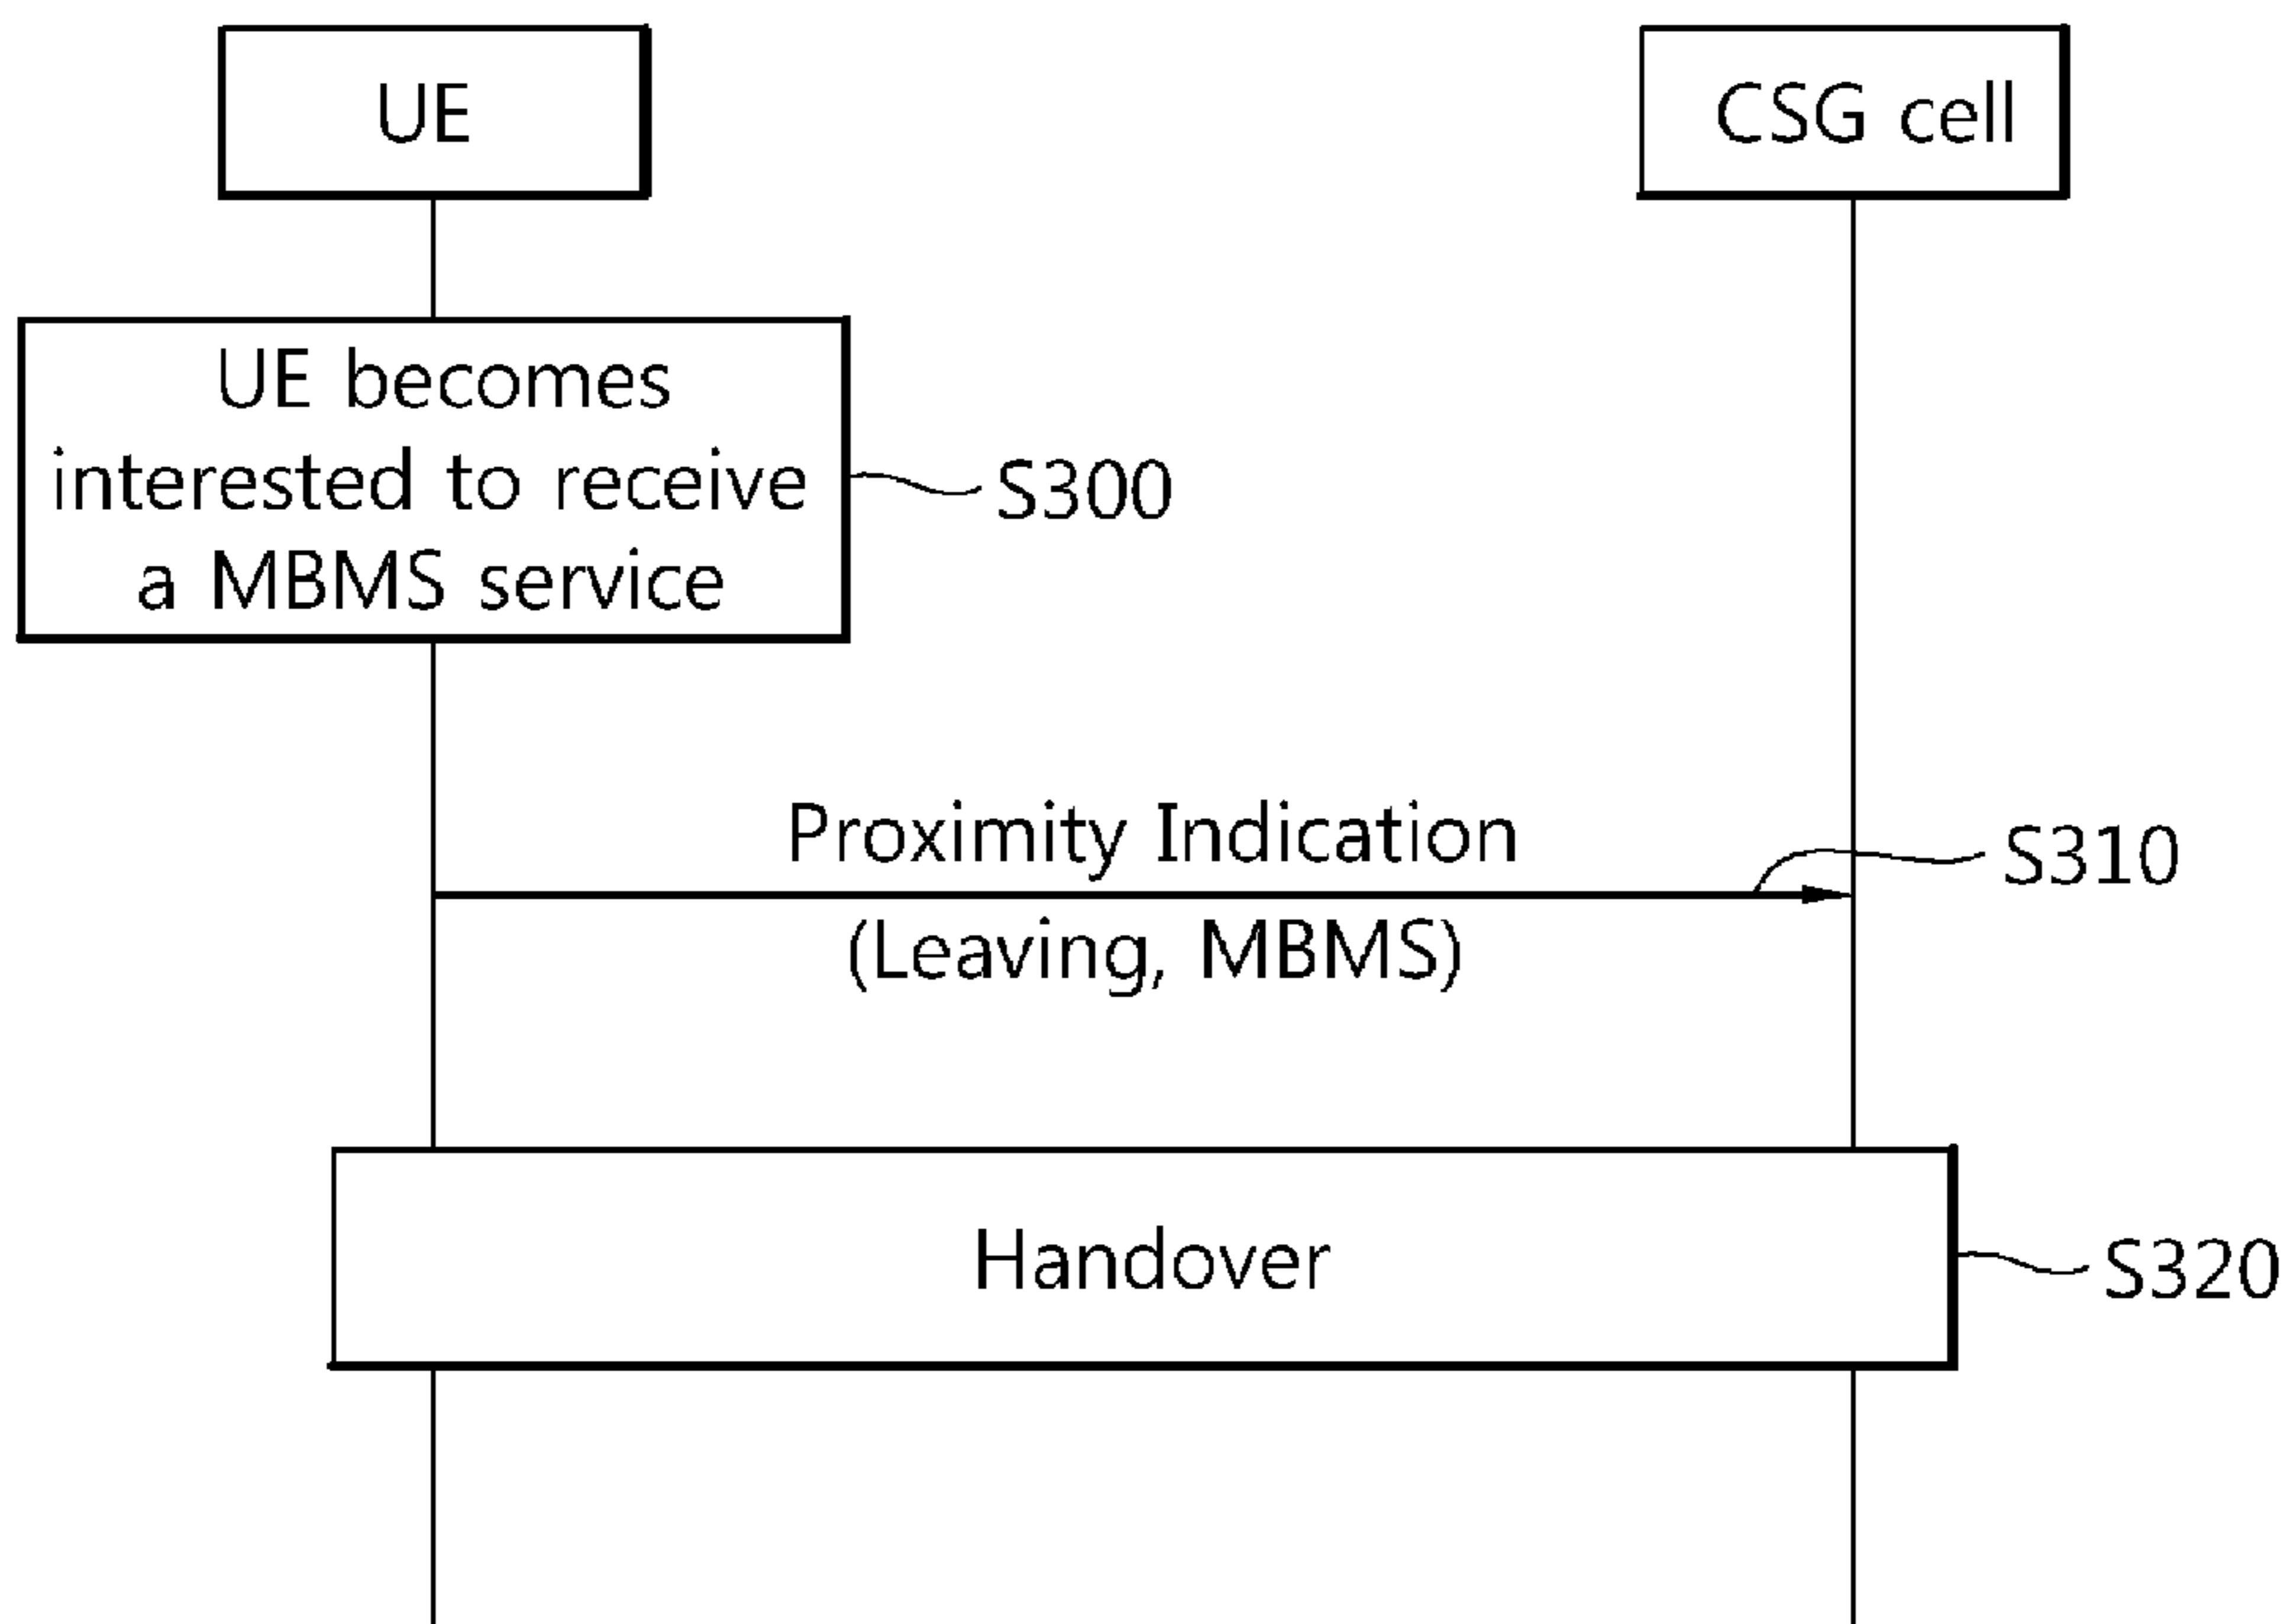 UE
CSG cell
UE becomes
interested to receive
a MBMS service
S300
Proximity Indication
S310
(Leaving, MBMS)
Handover
S320